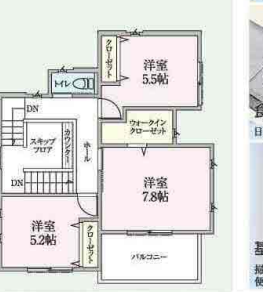 クローゼット
洋室
5.5帖
トイレ
DN
ウォークイン
クローゼット
スキップ
フロア
カウンター
ホール
DN
洋室
7.8帖
洋室
5.2帖
クローゼット
バルコニー